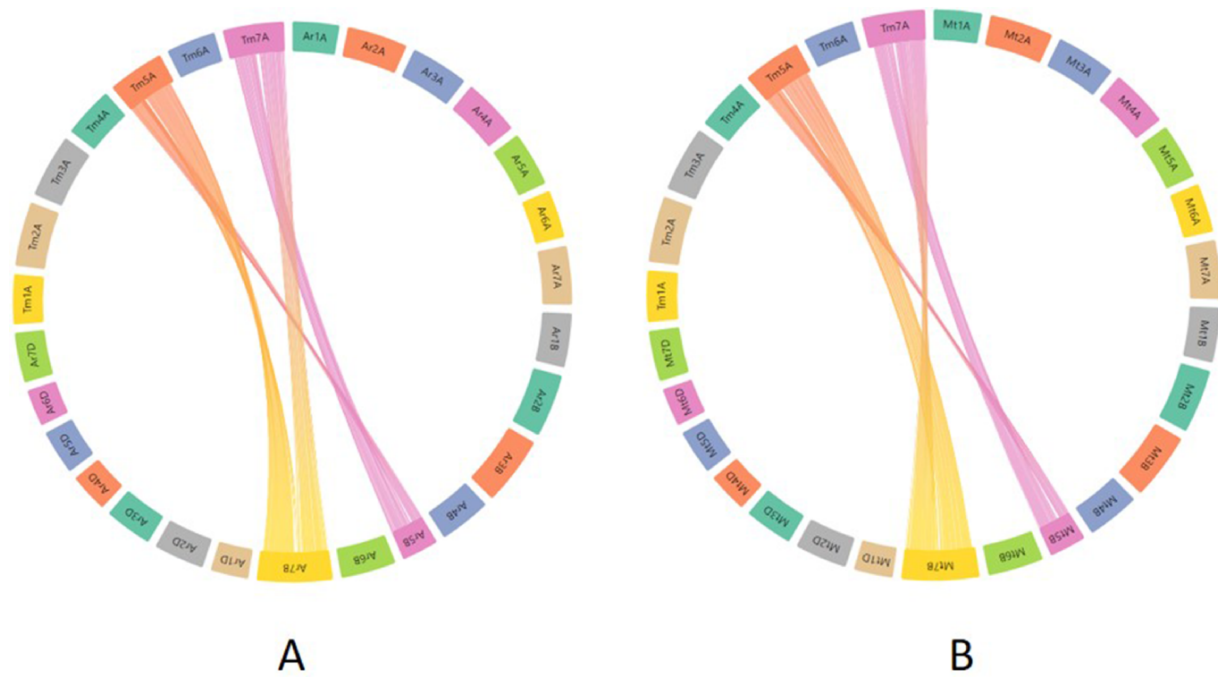 Tm7A
Ar1A
Ar2A
Ar3A
Ar4A
Ar5A
Ar6A
Ar7A
Ar1B
Ar2B
Ar3B
Ar4B
Ar5B
Ar6B
Ar7B
Ar1D
Ar2D
Ar3D
Ar4D
Ar5D
Ar6D
Ar7D
Tm1A
Tm2A
Tm3A
Tm4A
Tm5A
Tm6A
A
Tm7A
Mt1A
Mt2A
Mt3A
Mt4A
Mt5A
Mt6A
Mt7A
Mt1B
Mt2B
Mt3B
Mt4B
Mt5B
Mt6B
Mt7B
Mt1D
Mt2D
Mt3D
Mt4D
Mt5D
Mt6D
Mt7D
Tm1A
Tm2A
Tm3A
Tm4A
Tm5A
Tm6A
B